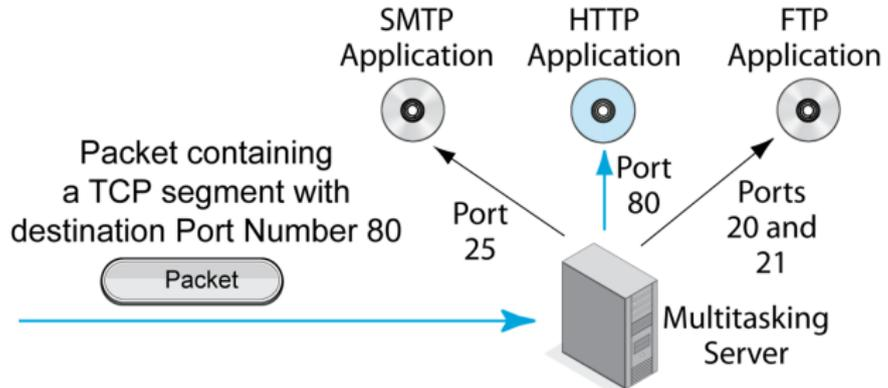 SMTP
Application
HTTP
Application
FTP
Application
Packet containing
a TCP segment with
destination Port Number 80
Packet
Port
25
Port
80
Ports
20 and
21
Multitasking
Server